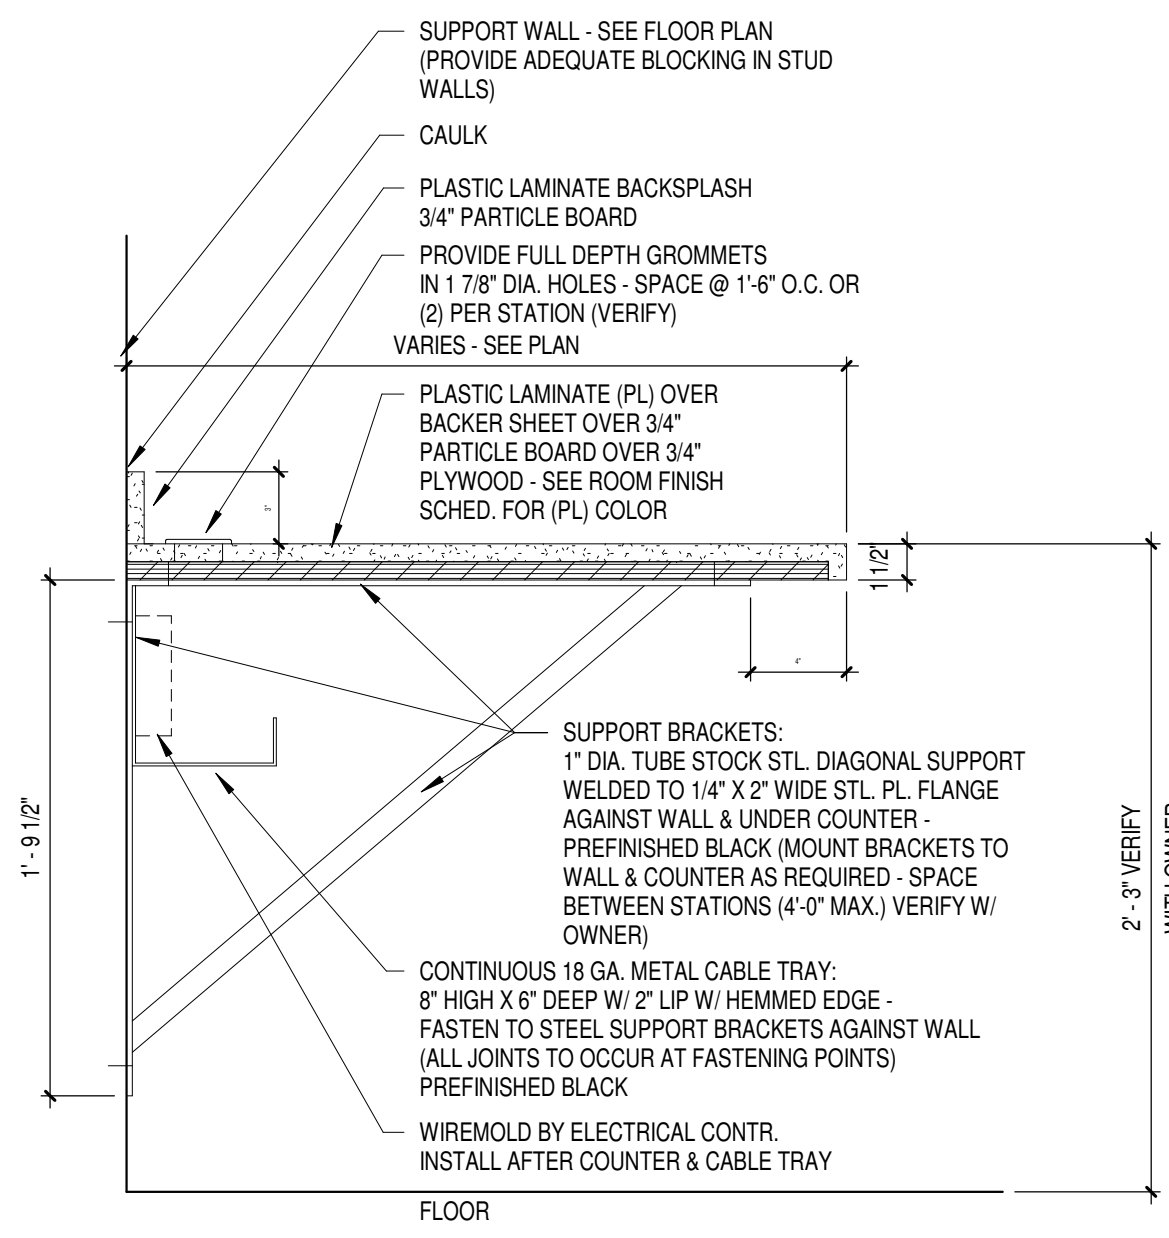 SUPPORT WALL - SEE FLOOR PLAN
(PROVIDE ADEQUATE BLOCKING IN STUD
WALLS)
CAULK
PLASTIC LAMINATE BACKSPLASH
3/4" PARTICLE BOARD
PROVIDE FULL DEPTH GROMMETS
IN 1 7/8" DIA. HOLES - SPACE @ 1'-6" O.C. OR
(2) PER STATION (VERIFY)
VARIES - SEE PLAN
PLASTIC LAMINATE (PL) OVER
BACKER SHEET OVER 3/4"
PARTICLE BOARD OVER 3/4"
PLYWOOD - SEE ROOM FINISH
SCHED. FOR (PL) COLOR
3"
1 1/2"
4"
SUPPORT BRACKETS:
1" DIA. TUBE STOCK STL. DIAGONAL SUPPORT
WELDED TO 1/4" X 2" WIDE STL. PL. FLANGE
AGAINST WALL & UNDER COUNTER -
PREFINISHED BLACK (MOUNT BRACKETS TO
WALL & COUNTER AS REQUIRED - SPACE
BETWEEN STATIONS (4'-0" MAX.) VERIFY W/
OWNER)
1' - 9 1/2"
2' - 3" VERIFY
WITH OWNER
CONTINUOUS 18 GA. METAL CABLE TRAY:
8" HIGH X 6" DEEP W/ 2" LIP W/ HEMMED EDGE -
FASTEN TO STEEL SUPPORT BRACKETS AGAINST WALL
(ALL JOINTS TO OCCUR AT FASTENING POINTS)
PREFINISHED BLACK
WIREMOLD BY ELECTRICAL CONTR.
INSTALL AFTER COUNTER & CABLE TRAY
FLOOR